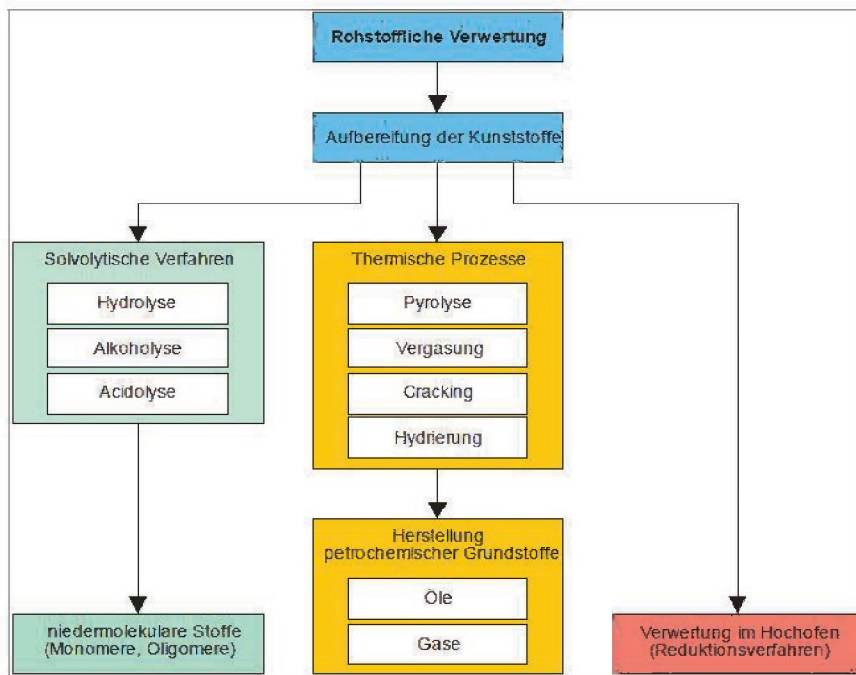 Rohstoffliche Verwertung
Aufbereitung der Kunststoffe
Solvolytische Verfahren
Hydrolyse
Alkoholyse
Acidolyse
Thermische Prozesse
Pyrolyse
Vergasung
Cracking
Hydrierung
Herstellung
petrochemischer Grundstoffe
Öle
Gase
niedermolekulare Stoffe
(Monomere, Oligomere)
Verwertung im Hochofen
(Reduktionsverfahren)